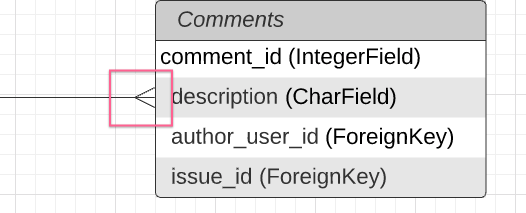 Comments
comment_id (IntegerField)
description (CharField)
author_user_id (ForeignKey)
issue_id (ForeignKey)